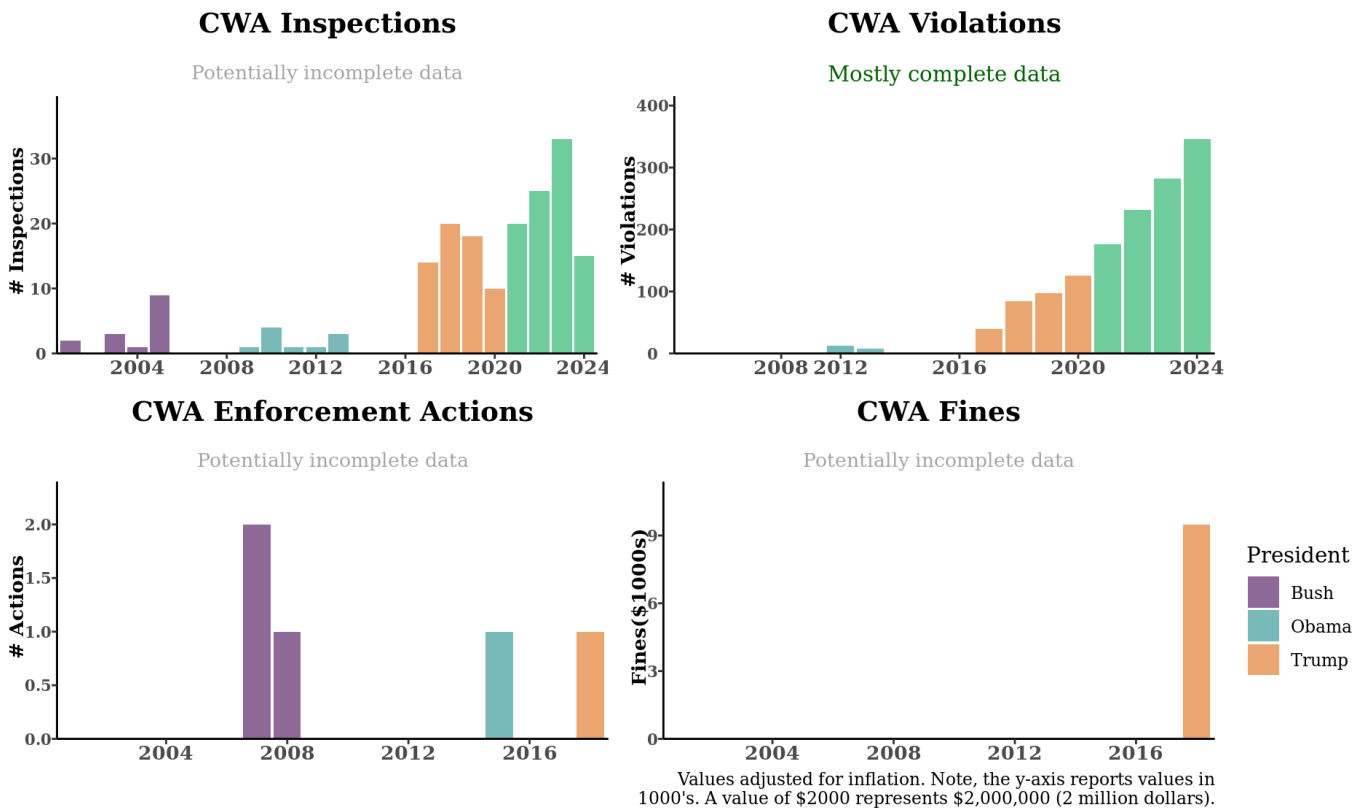 CWA Inspections
Potentially incomplete data
# Inspections
30
20
10
0
2004 2008 2012 2016 2020 2024
CWA Violations
Mostly complete data
# Violations
400
300
200
100
0
2008 2012 2016 2020 2024
CWA Enforcement Actions
Potentially incomplete data
# Actions
2.0
1.5
1.0
0.5
0.0
2004 2008 2012 2016
CWA Fines
Potentially incomplete data
Fines($1000s)
9
6
3
0
2004 2008 2012 2016
President
Bush
Obama
Trump
Values adjusted for inflation. Note, the y-axis reports values in
1000's. A value of $2000 represents $2,000,000 (2 million dollars).